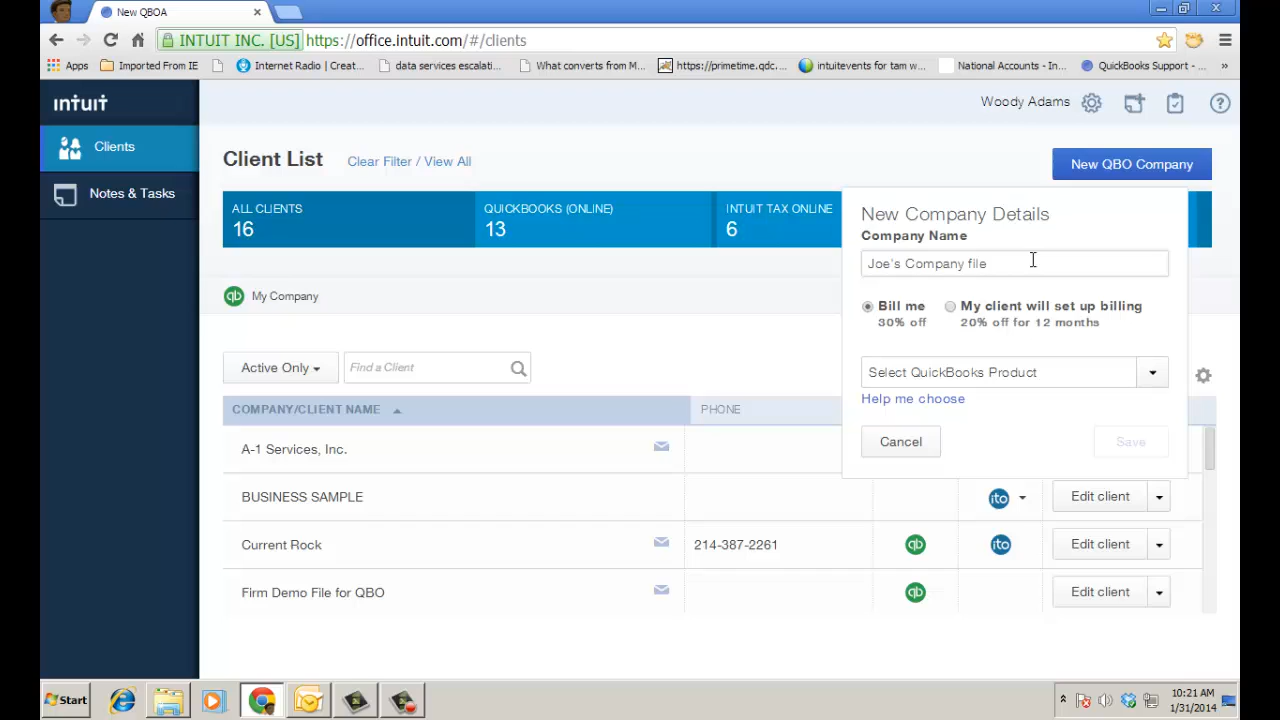 New QBOA
INTUIT INC. [US] https://office.intuit.com/#/clients
Apps Imported From IE Internet Radio | Creat... data services escalati... What converts from M... https://primetime.qdc.... intuitevents for tam w... National Accounts - In... QuickBooks Support - ... »
intuit
Woody Adams
Clients
Notes & Tasks
Client List Clear Filter / View All
New QBO Company
ALL CLIENTS QUICKBOOKS (ONLINE) INTUIT TAX ONLINE
16 13 6
New Company Details
Company Name
Joe's Company file
Bill me My client will set up billing
30% off 20% off for 12 months
Select QuickBooks Product
Help me choose
Cancel Save
qb My Company
Active Only Find a Client
COMPANY/CLIENT NAME PHONE
A-1 Services, Inc.
BUSINESS SAMPLE ito Edit client
Current Rock 214-387-2261 qb ito Edit client
Firm Demo File for QBO qb Edit client
Start
10:21 AM
1/31/2014